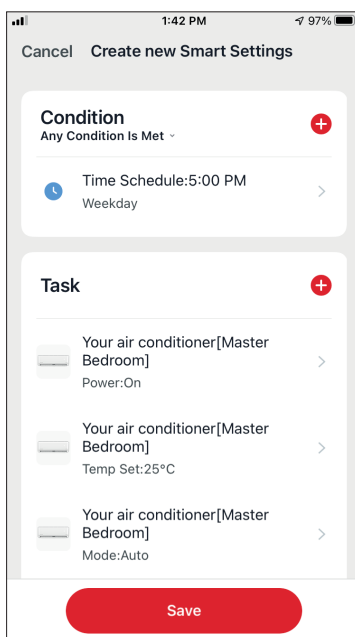 1:42 PM
97%
Cancel Create new Smart Settings
Condition
Any Condition Is Met
Time Schedule:5:00 PM
Weekday
Task
Your air conditioner[Master
Bedroom]
Power:On
Your air conditioner[Master
Bedroom]
Temp Set:25°C
Your air conditioner[Master
Bedroom]
Mode:Auto
Save